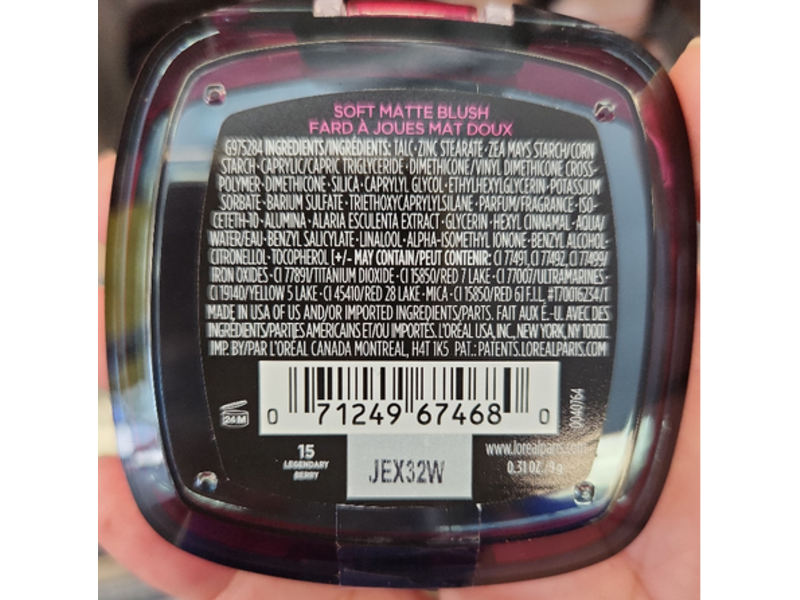 SOFT MATTE BLUSH
FARD À JOUES MAT DOUX
G975284 INGREDIENTS/INGRÉDIENTS: TALC · ZINC STEARATE · ZEA MAYS STARCH/CORN
STARCH · CAPRYLIC/CAPRIC TRIGLYCERIDE · DIMETHICONE/VINYL DIMETHICONE CROSS-
POLYMER · DIMETHICONE · SILICA · CAPRYLYL GLYCOL · ETHYLHEXYLGLYCERIN · POTASSIUM
SORBATE · BARIUM SULFATE · TRIETHOXYCAPRYLYLSILANE · PARFUM/FRAGRANCE · ISO-
CETETH-10 · ALUMINA · ALARIA ESCULENTA EXTRACT · GLYCERIN · HEXYL CINNAMAL · AQUA/
WATER/EAU · BENZYL SALICYLATE · LINALOOL · ALPHA-ISOMETHYL IONONE · BENZYL ALCOHOL ·
CITRONELLOL · TOCOPHEROL [+/- MAY CONTAIN/PEUT CONTENIR: CI 77491, CI 77492, CI 77499/
IRON OXIDES · CI 77891/TITANIUM DIOXIDE · CI 15850/RED 7 LAKE · CI 77007/ULTRAMARINES ·
CI 19140/YELLOW 5 LAKE · CI 45410/RED 28 LAKE · MICA · CI 15850/RED 6] F.I.L. #170016234/1
MADE IN USA OF US AND/OR IMPORTED INGREDIENTS/PARTS. FAIT AUX É.-U. AVEC DES
INGRÉDIENTS/PARTIES AMERICAINS ET/OU IMPORTES. L'ORÉAL USA, INC., NEW YORK, NY 10001.
IMP. BY/PAR L'ORÉAL CANADA MONTREAL, H4T 1K5 PAT.: PATENTS.LOREALPARIS.COM
0 71249 67468 0
0040764
24 M
15
LEGENDARY
BERRY
JEX32W
www.lorealparis.com
0.31 OZ./9 g